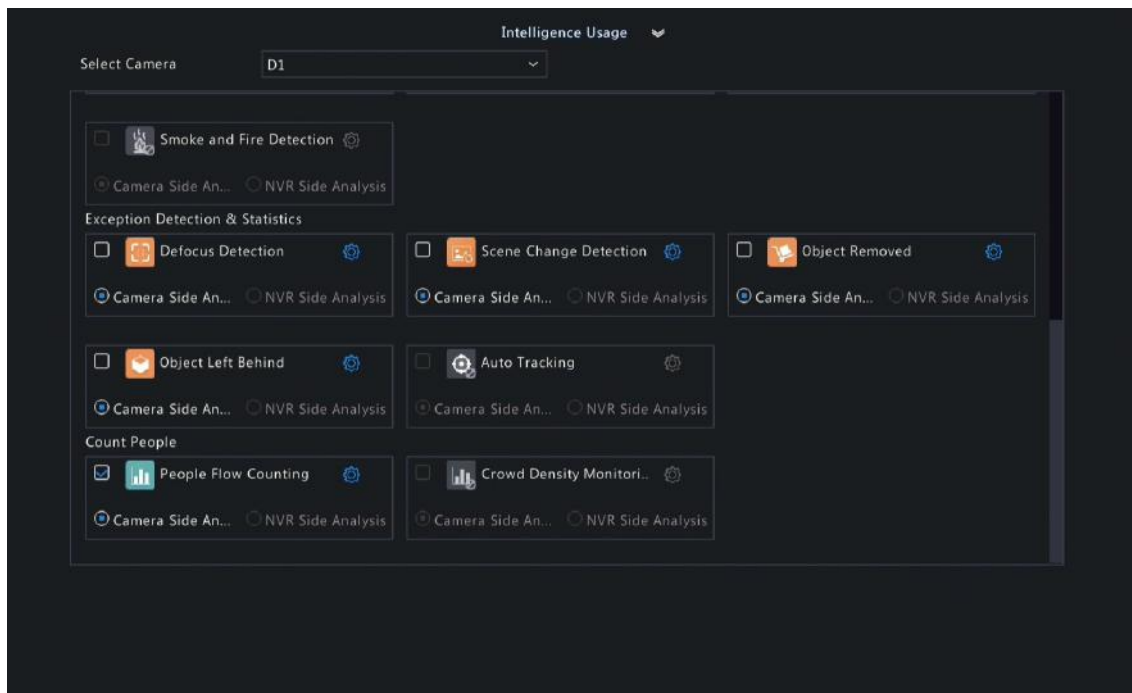 Intelligence Usage
Select Camera D1
Smoke and Fire Detection
Camera Side An... NVR Side Analysis
Exception Detection & Statistics
Defocus Detection Scene Change Detection Object Removed
Camera Side An... NVR Side Analysis Camera Side An... NVR Side Analysis Camera Side An... NVR Side Analysis
Object Left Behind Auto Tracking
Camera Side An... NVR Side Analysis Camera Side An... NVR Side Analysis
Count People
People Flow Counting Crowd Density Monitori..
Camera Side An... NVR Side Analysis Camera Side An... NVR Side Analysis